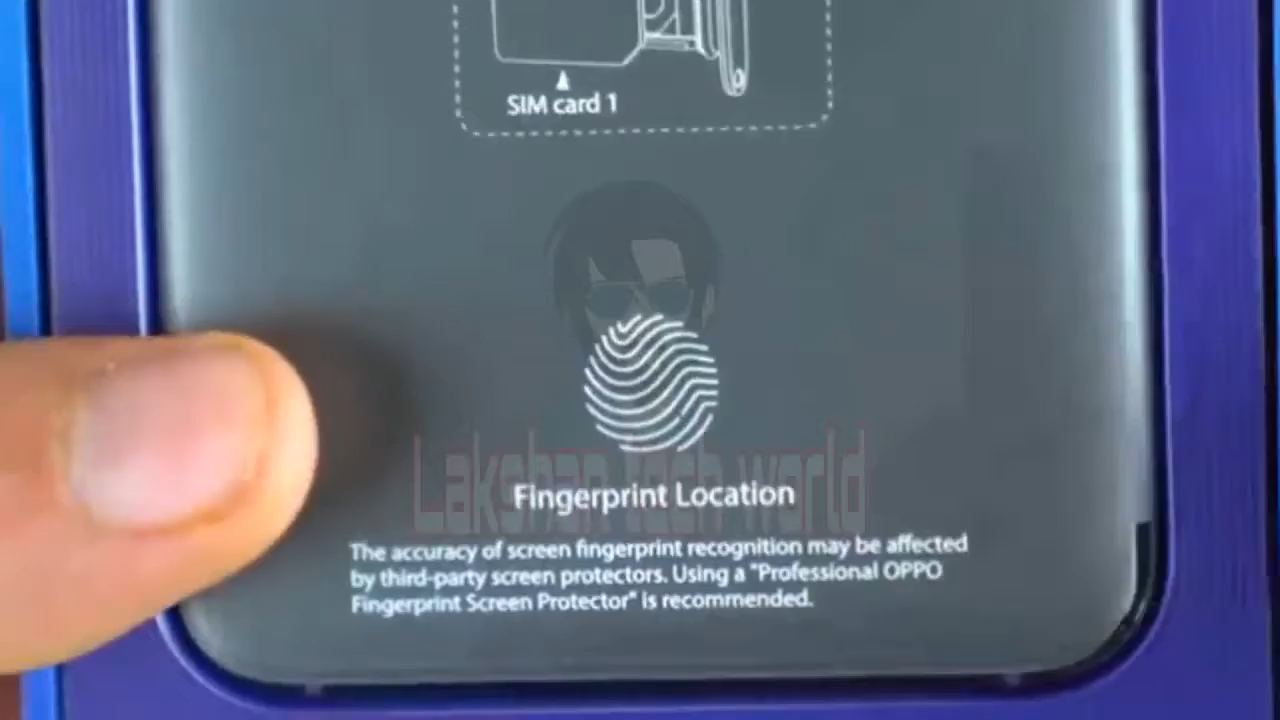 SIM card 1
Lakshan tech world
Fingerprint Location
The accuracy of screen fingerprint recognition may be affected
by third-party screen protectors. Using a "Professional OPPO
Fingerprint Screen Protector" is recommended.